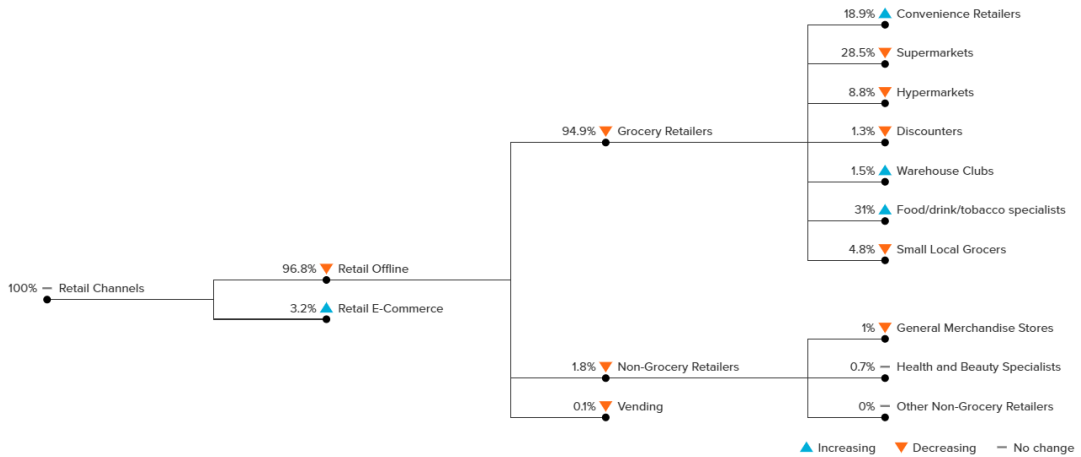 18.9% Convenience Retailers
28.5% Supermarkets
8.8% Hypermarkets
94.9% Grocery Retailers
1.3% Discounters
1.5% Warehouse Clubs
31% Food/drink/tobacco specialists
4.8% Small Local Grocers
96.8% Retail Offline
100% Retail Channels
3.2% Retail E-Commerce
1% General Merchandise Stores
1.8% Non-Grocery Retailers
0.7% Health and Beauty Specialists
0.1% Vending
0% Other Non-Grocery Retailers
Increasing Decreasing No change